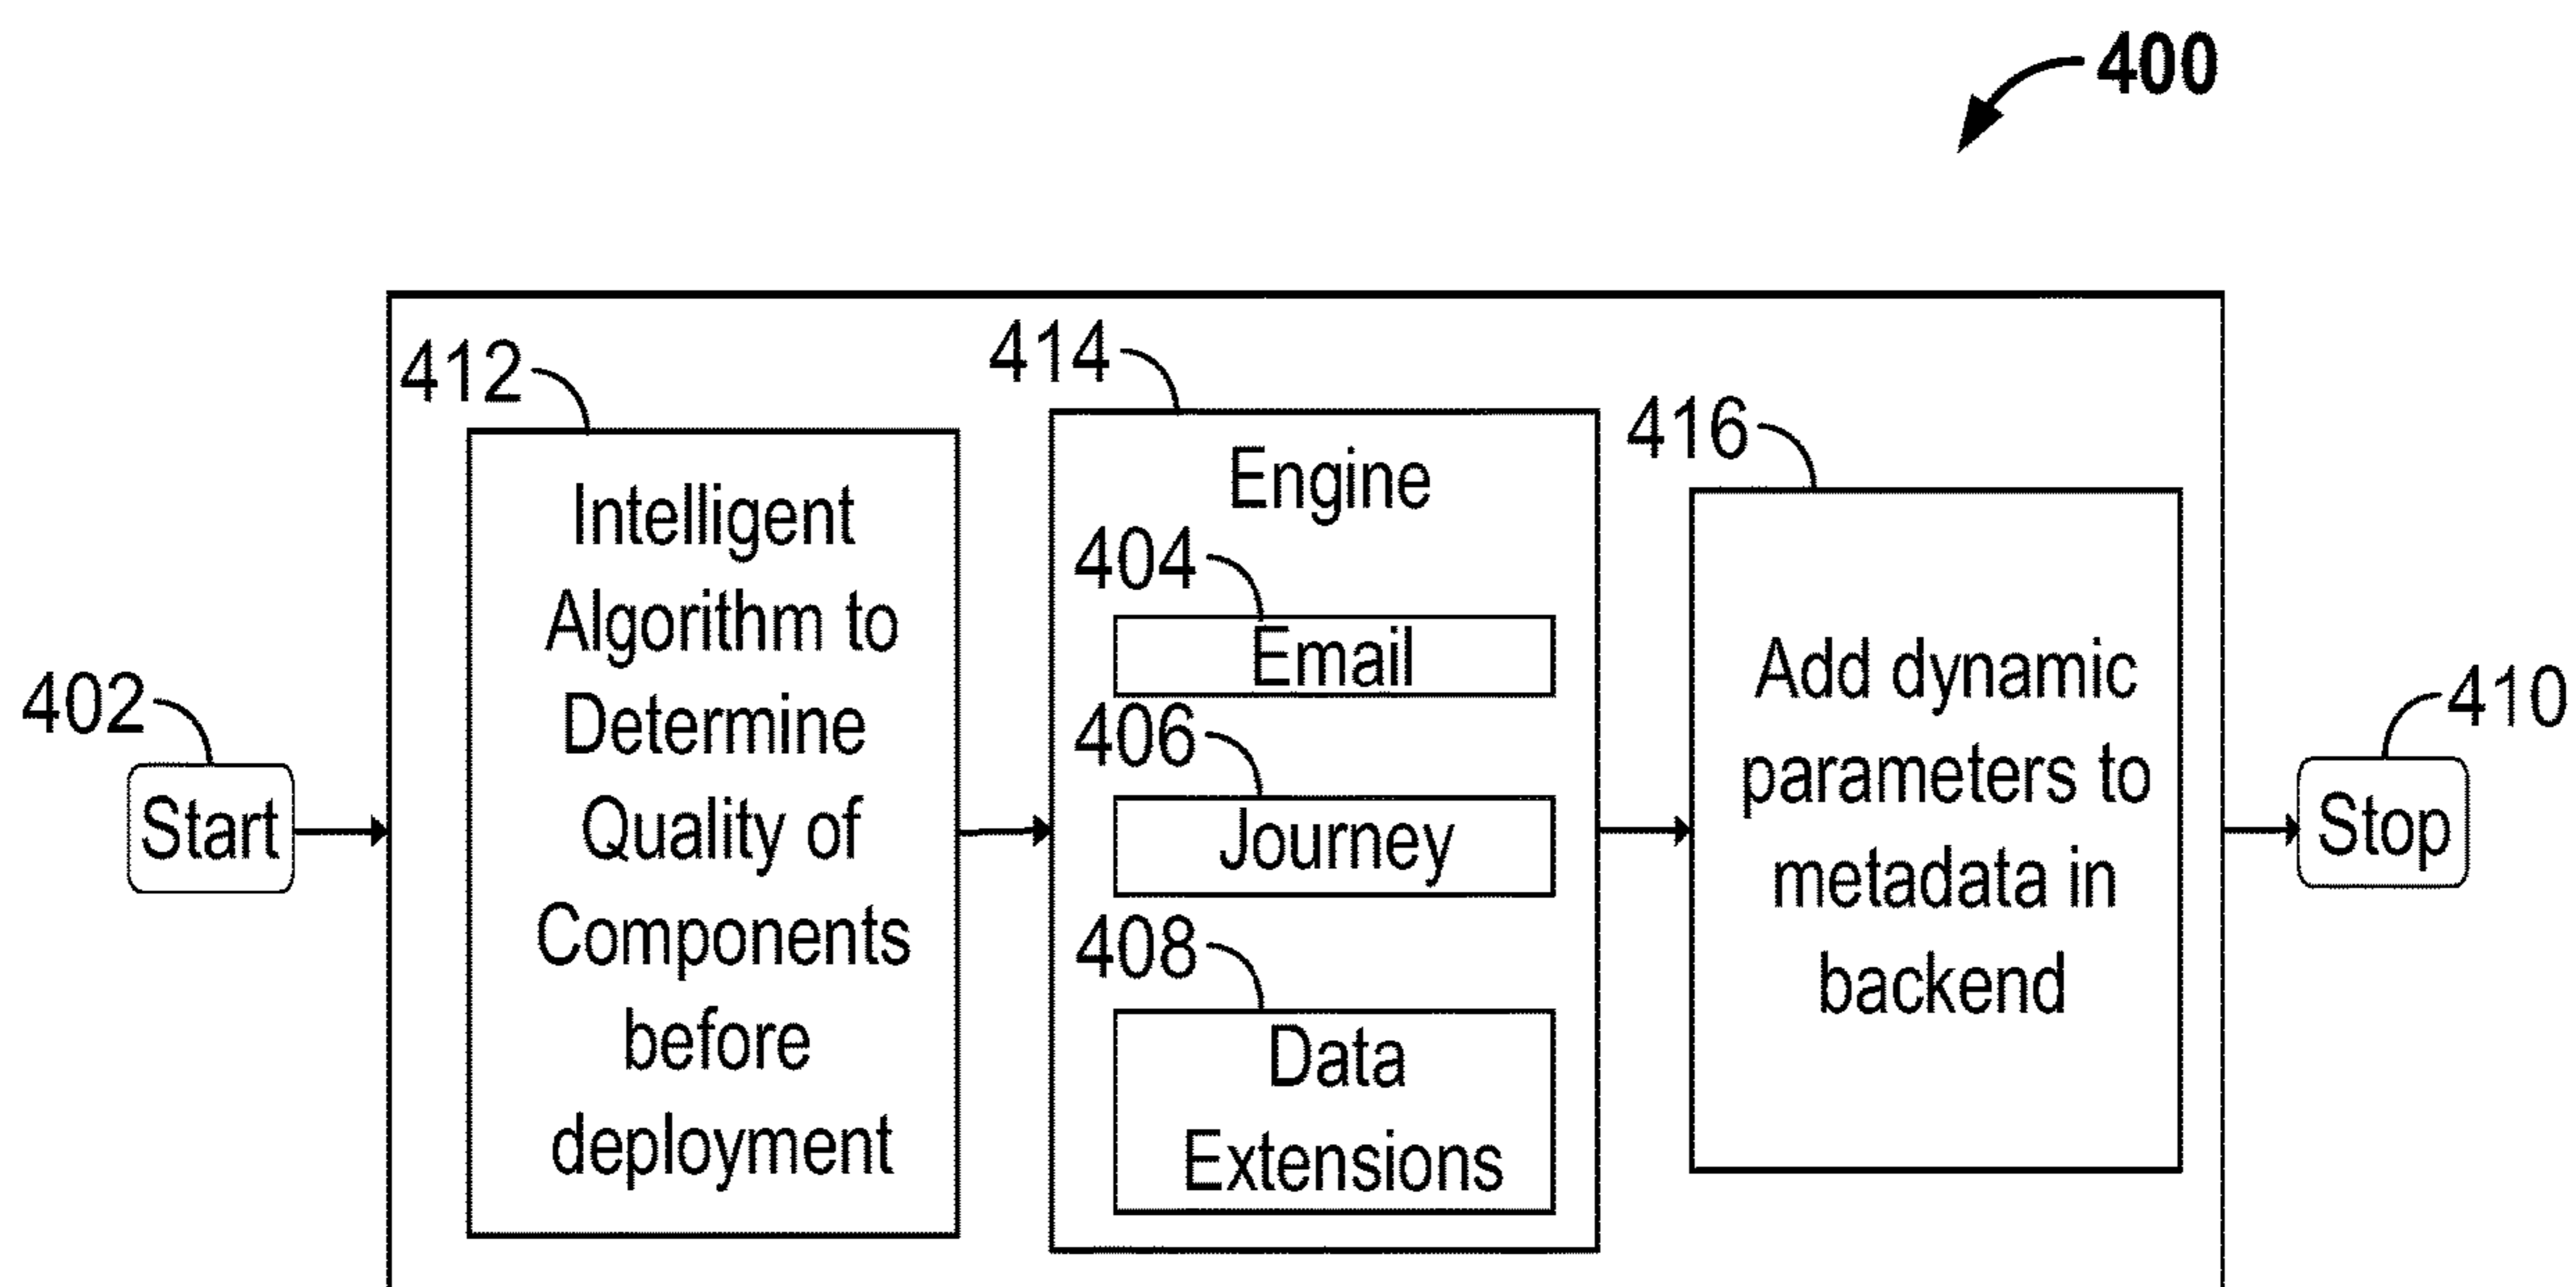 400
412
Intelligent
Algorithm to
Determine
Quality of
Components
before
deployment
414
Engine
404
Email
406
Journey
408
Data
Extensions
416
Add dynamic
parameters to
metadata in
backend
402
Start
410
Stop